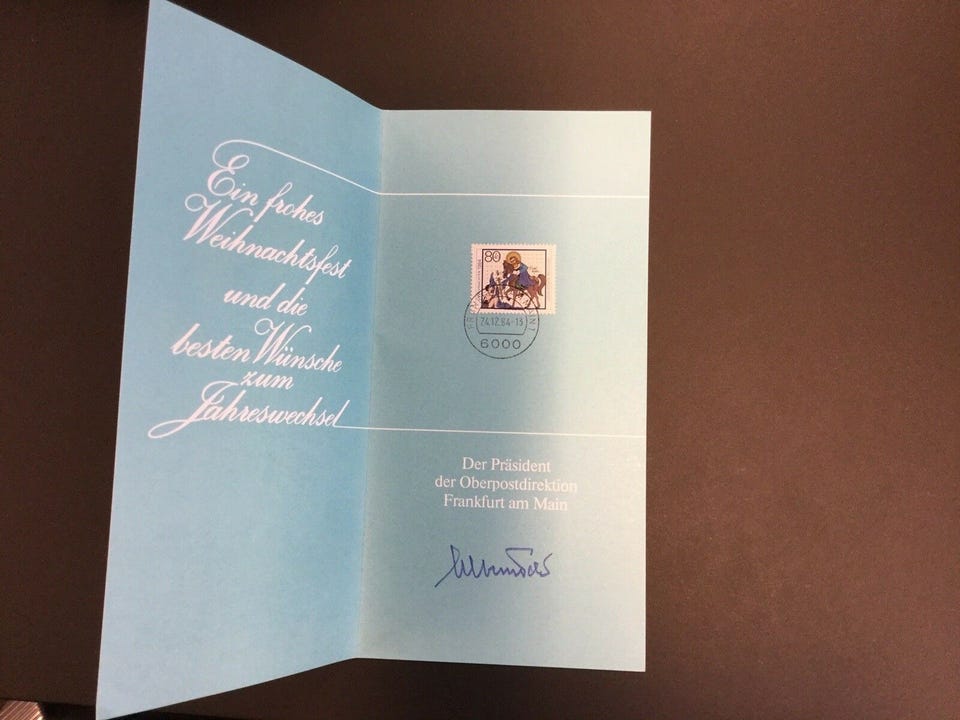 Ein frohes
Weihnachtsfest
und die
besten Wünsche
zum
Jahreswechsel
80
24.12.84-13
6000
Der Präsident
der Oberpostdirektion
Frankfurt am Main